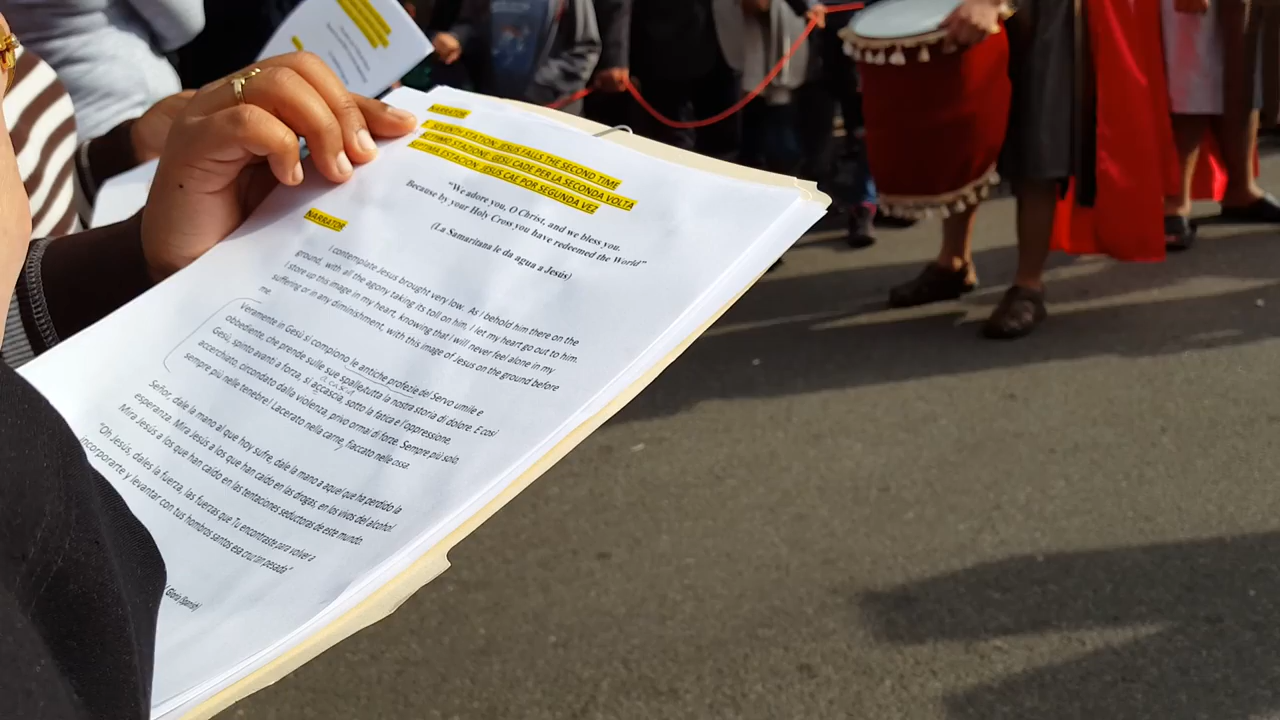 NARRATOR
SEVENTH STATION: JESUS FALLS THE SECOND TIME
SETTIMO STAZIONE: GESU CADE PER LA SECONDA VOLTA
SEPTIMA ESTACION: JESUS CAE POR SEGUNDA VEZ
"We adore you, O Christ, and we bless you.
Because by your Holy Cross you have redeemed the World"
(La Samaritana le da agua a Jesús)
NARRATOR
I contemplate Jesus brought very low. As I behold him there on the
ground, with all the agony taking its toll on him, I let my heart go out to him.
I store up this image in my heart, knowing that I will never feel alone in my
suffering or in any diminishment, with this image of Jesus on the ground before
me.
Veramente in Gesù si compiono le antiche profezie del Servo umile e
obbediente, che prende sulle sue spalle tutta la nostra storia di dolore. E così
Gesù, spinto avanti a forza, si accascia, sotto la fatica e l'oppressione,
accerchiato, circondato dalla violenza, privo ormai di forze. Sempre più solo,
sempre più nelle tenebre! Lacerato nella carne, fiaccato nelle ossa.
Señor, dale la mano al que hoy sufre, dale la mano a aquel que ha perdido la
esperanza. Mira Jesús a los que han caído en las drogas, en los vivos del alcohol.
Mira Jesús a los que han caído en las tentaciones seductoras de este mundo.
"Oh Jesús, dales la fuerza, las fuerzas que Tu encontraste para volver a
incorporarte y levantar con tus hombros santos esa cruz tan pesada"
Gloria (Spanish)